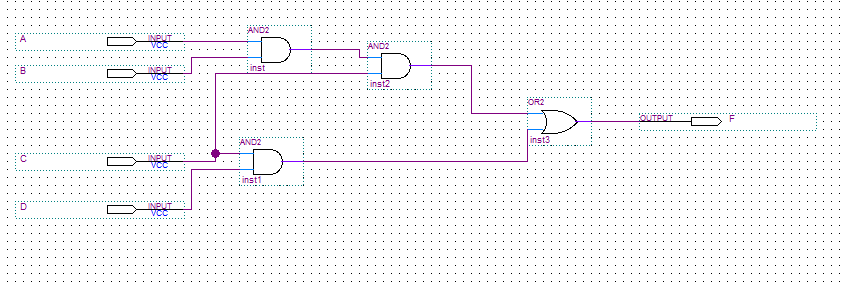 AND2
A INPUT
VCC
AND2
B INPUT
VCC
inst
inst2
OR2
OUTPUT F
AND2
inst3
C INPUT
VCC
inst1
D INPUT
VCC